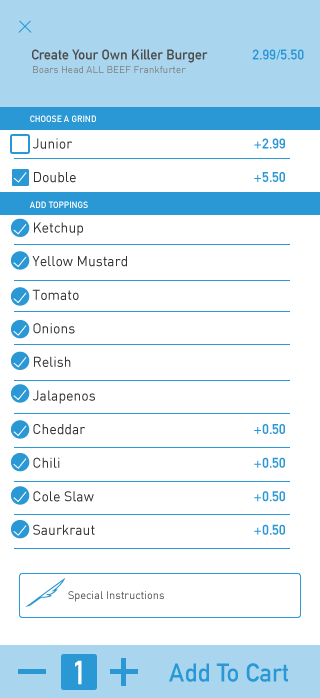 Create Your Own Killer Burger 2.99/5.50
Boars Head ALL BEEF Frankfurter
CHOOSE A GRIND
Junior +2.99
Double +5.50
ADD TOPPINGS
Ketchup
Yellow Mustard
Tomato
Onions
Relish
Jalapenos
Cheddar +0.50
Chili +0.50
Cole Slaw +0.50
Saurkraut +0.50
Special Instructions
1 Add To Cart